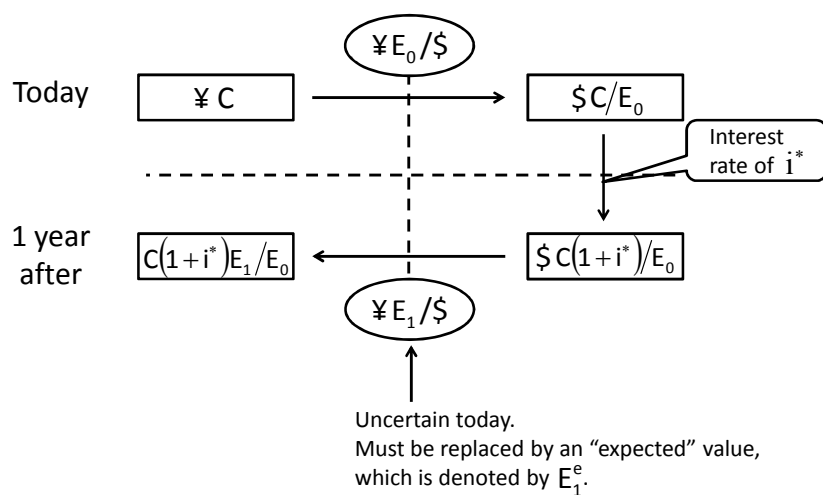 ¥E₀/$
Today
¥ C
$C/E₀
Interest
rate of i*
1 year
after
C(1+i*)E₁/E₀
$C(1+i*)/E₀
¥E₁/$
Uncertain today.
Must be replaced by an “expected” value,
which is denoted by E₁ᵉ.